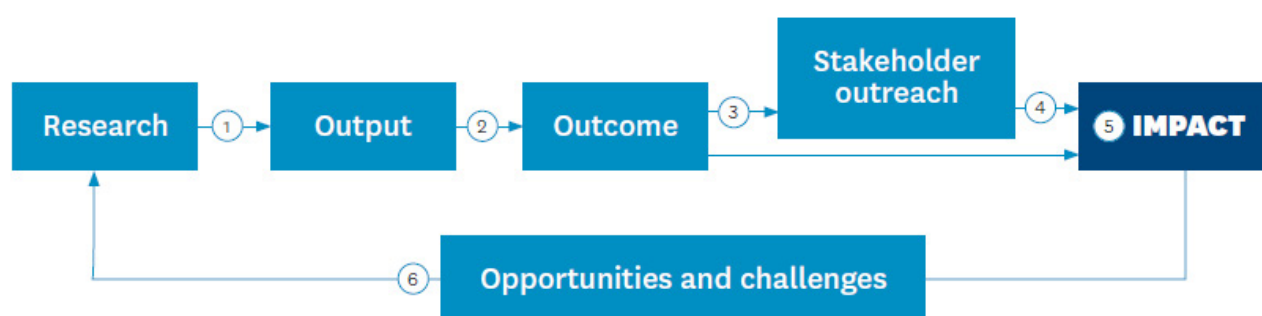 Research
1
Output
2
Outcome
3
Stakeholder
outreach
4
5 IMPACT
6
Opportunities and challenges